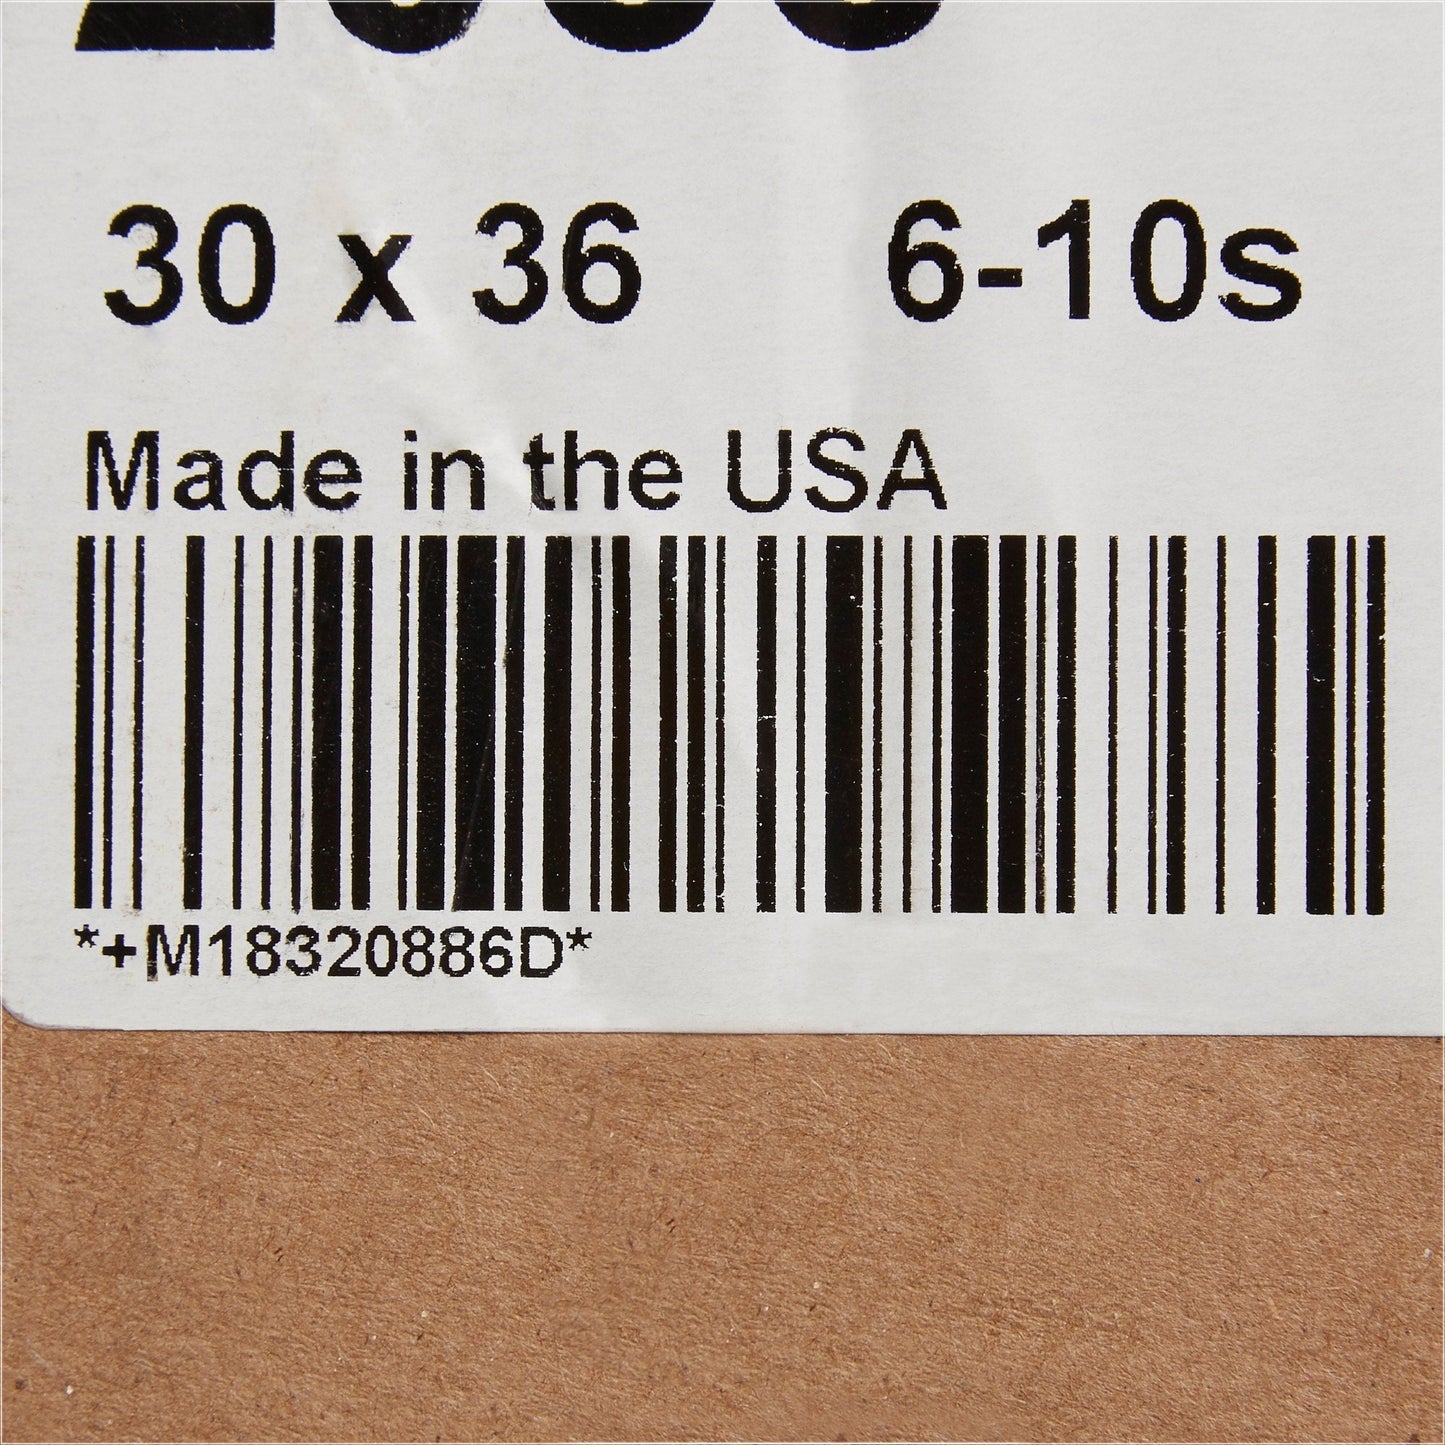 30 x 36 6-10s
Made in the USA
*+M18320886D*